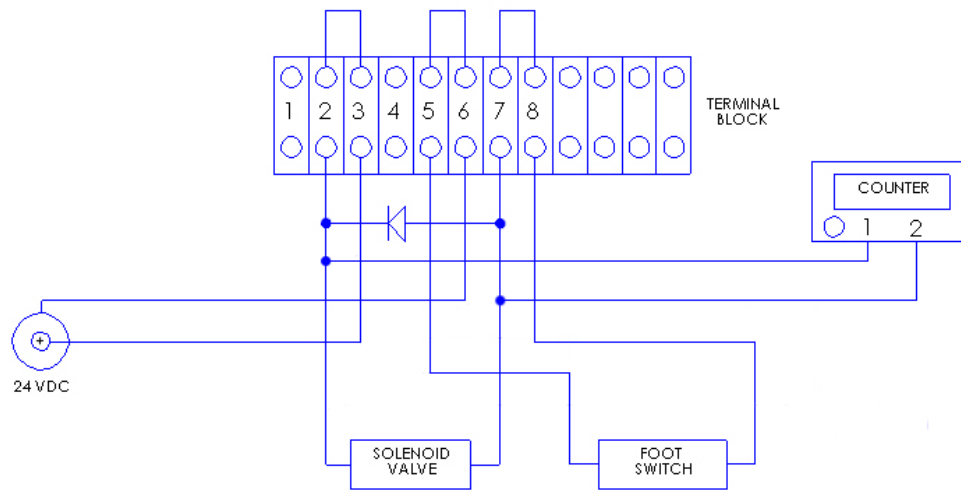 1 2 3 4 5 6 7 8
TERMINAL
BLOCK
COUNTER
1 2
+
24 VDC
SOLENOID
VALVE
FOOT
SWITCH